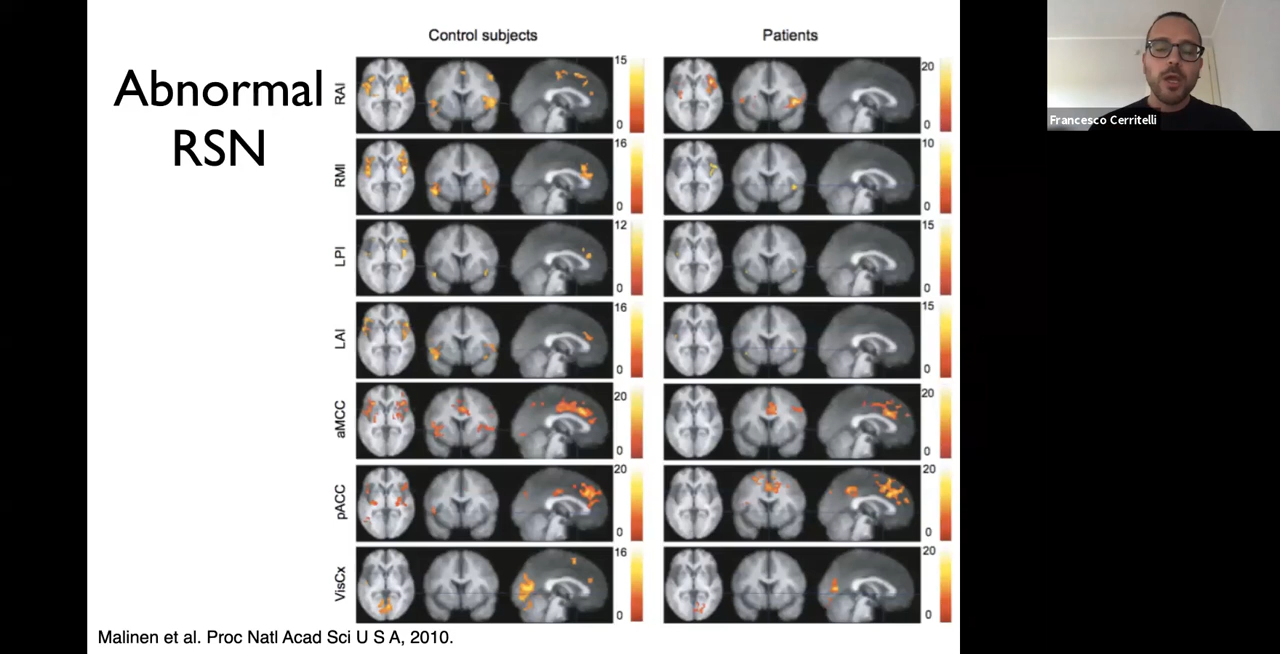 Control subjects
Patients
Abnormal
RSN
RAI
15
0
20
0
RMI
16
0
10
0
LPI
12
0
15
0
LAI
16
0
15
0
aMCC
20
0
20
0
pACC
20
0
20
0
VisCx
16
0
20
0
Malinen et al. Proc Natl Acad Sci U S A, 2010.
Francesco Cerritelli